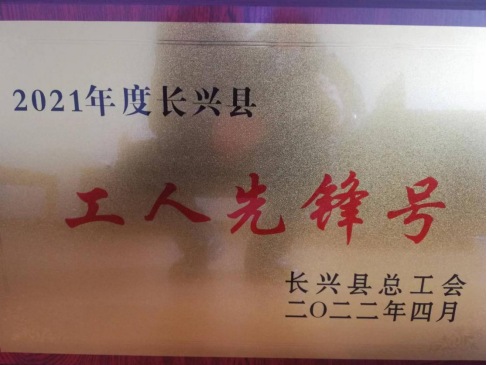 2021年度长兴县
工人先锋号
长兴县总工会
二〇二二年四月